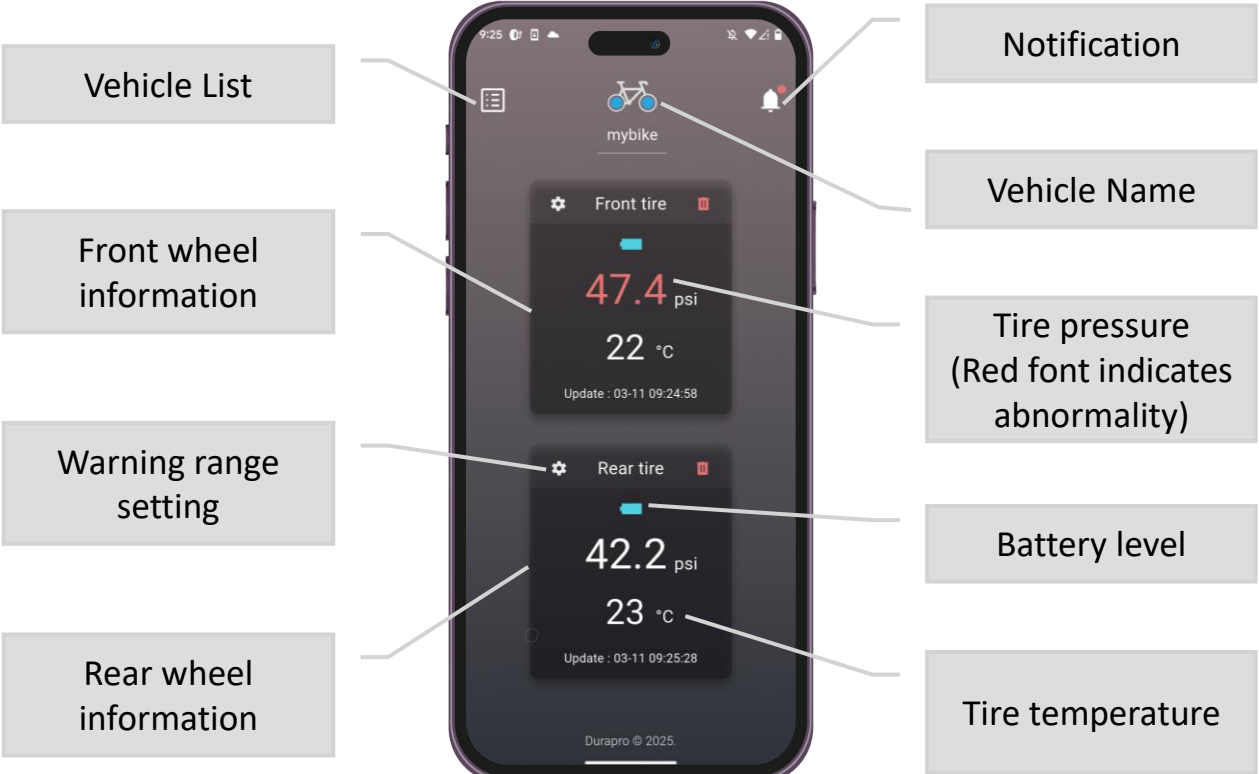 9:25
Vehicle List
Notification
mybike
Vehicle Name
Front tire
Front wheel
information
47.4 psi
22 °C
Update : 03-11 09:24:58
Tire pressure
(Red font indicates
abnormality)
Warning range
setting
Rear tire
42.2 psi
23 °C
Update : 03-11 09:25:28
Battery level
Rear wheel
information
Tire temperature
Durapro © 2025.